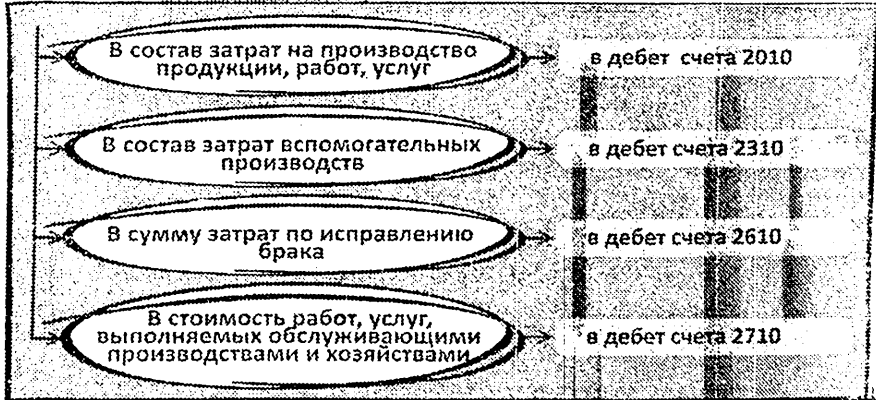 В состав затрат на производство
продукции, работ, услуг
в дебет счета 2010
В состав затрат вспомогательных
производств
в дебет счета 2310
В сумму затрат по исправлению
брака
в дебет счета 2610
В стоимость работ, услуг,
выполняемых обслуживающими
производствами и хозяйствами
в дебет счета 2710